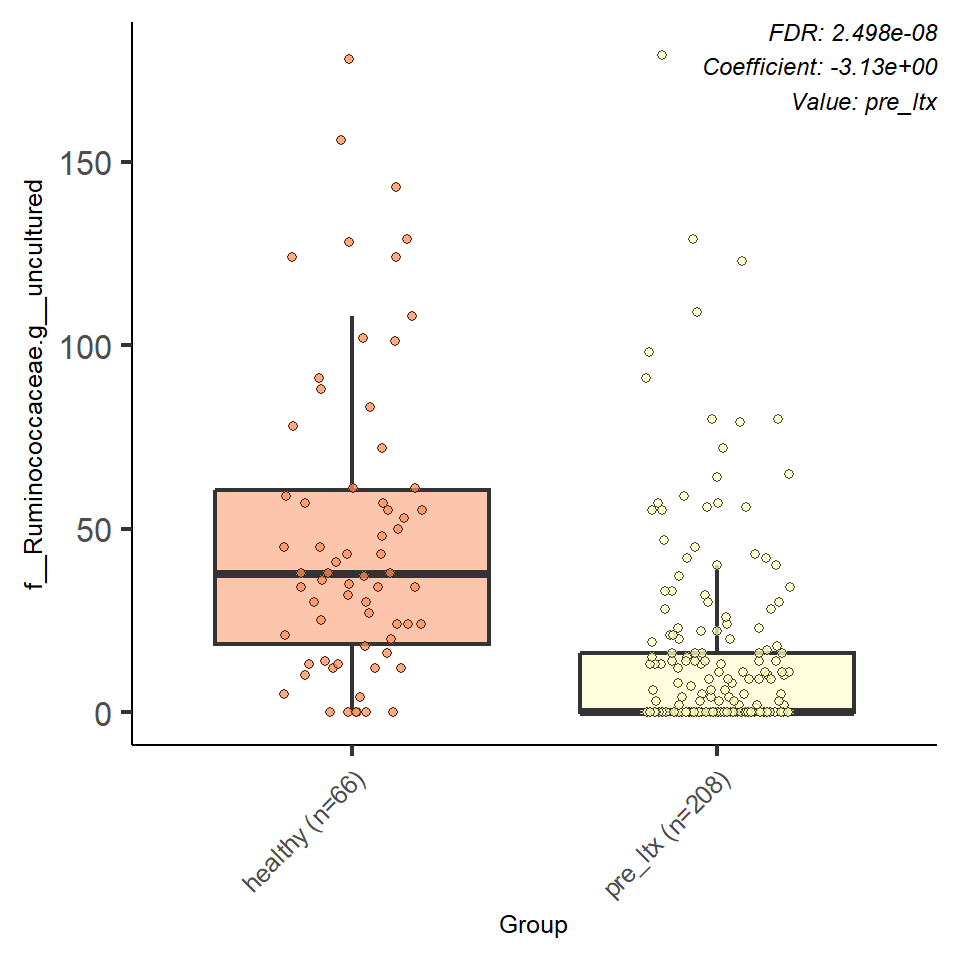 FDR: 2.498e-08
Coefficient: -3.13e+00
Value: pre_ltx
f__Ruminococcaceae.g__uncultured
150
100
50
0
healthy (n=66)
pre_ltx (n=208)
Group